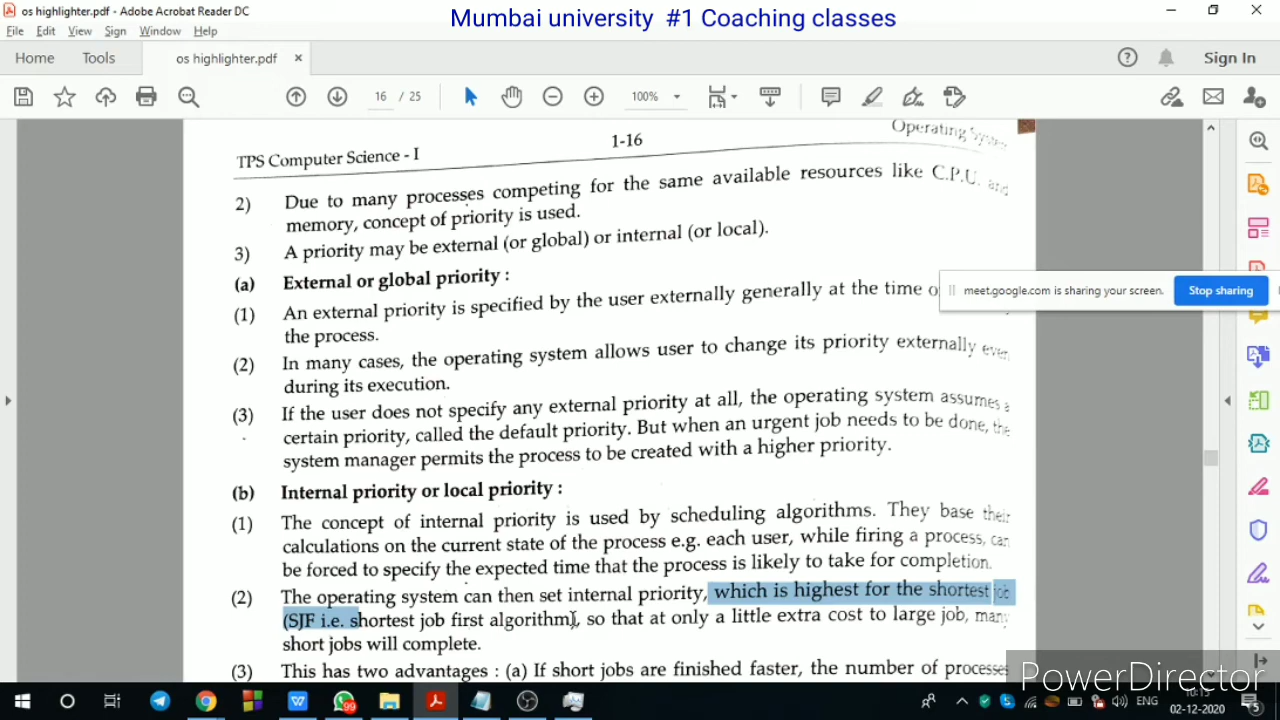 os highlighter.pdf - Adobe Acrobat Reader DC
Mumbai university #1 Coaching classes
File Edit View Sign Window Help
Home Tools os highlighter.pdf × Sign In
16 / 25 100%
TPS Computer Science - I 1-16 Operating
2) Due to many processes competing for the same available resources like C.P.U. and
memory, concept of priority is used.
3) A priority may be external (or global) or internal (or local).
(a) External or global priority :
(1) An external priority is specified by the user externally generally at the time
the process.
meet.google.com is sharing your screen. Stop sharing
(2) In many cases, the operating system allows user to change its priority externally even
during its execution.
(3) If the user does not specify any external priority at all, the operating system assumes a
certain priority, called the default priority. But when an urgent job needs to be done, the
system manager permits the process to be created with a higher priority.
(b) Internal priority or local priority :
(1) The concept of internal priority is used by scheduling algorithms. They base their
calculations on the current state of the process e.g. each user, while firing a process, can
be forced to specify the expected time that the process is likely to take for completion.
(2) The operating system can then set internal priority, which is highest for the shortest job
(SJF i.e. shortest job first algorithm), so that at only a little extra cost to large job, many
short jobs will complete.
(3) This has two advantages : (a) If short jobs are finished faster, the number of processes
PowerDirector
99 ENG 10:15
02-12-2020 5